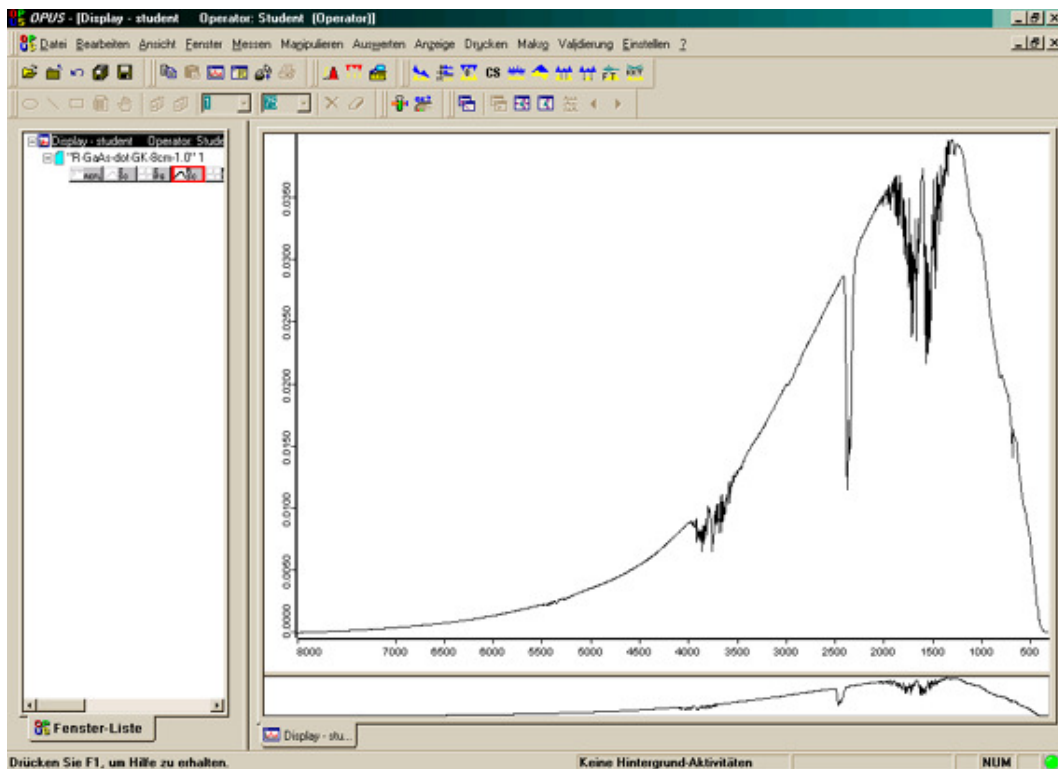 OPUS - [Display - student Operator: Student (Operator)]
Datei Bearbeiten Ansicht Fenster Messen Manipulieren Auswerten Anzeige Drucken Makro Validierung Einstellen ?
CS
FT
Display - student Operator: Stude
"R-GaAs-dot-GK-8cm-1.0" 1
0.0350
0.0300
0.0250
0.0200
0.0150
0.0100
0.0050
0.0000
8000 7000 6500 6000 5500 5000 4500 4000 3500 3000 2500 2000 1500 1000 500
Fenster-Liste
Display - stu...
Drücken Sie F1, um Hilfe zu erhalten. Keine Hintergrund-Aktivitäten NUM